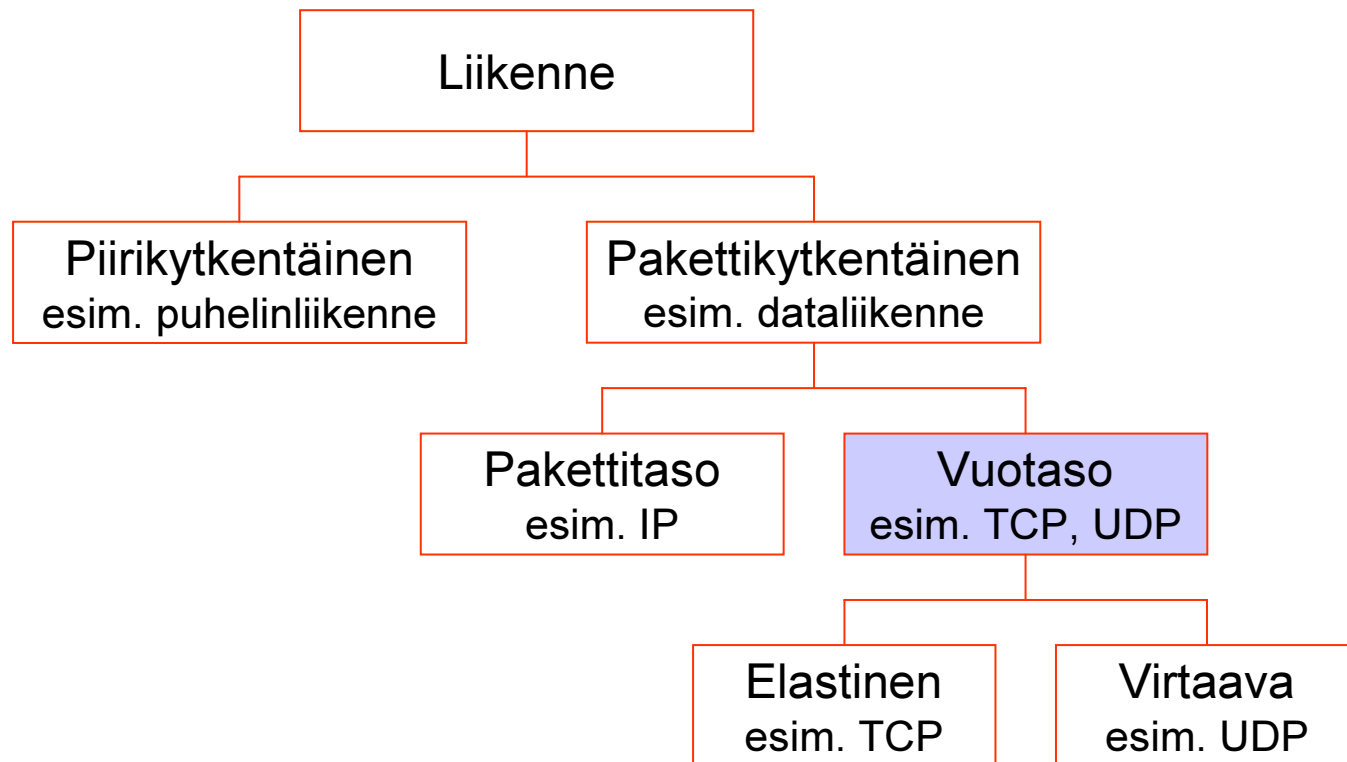 Liikenne
Piirikytkentäinen
esim. puhelinliikenne
Pakettikytkentäinen
esim. dataliikenne
Pakettitaso
esim. IP
Vuotaso
esim. TCP, UDP
Elastinen
esim. TCP
Virtaava
esim. UDP